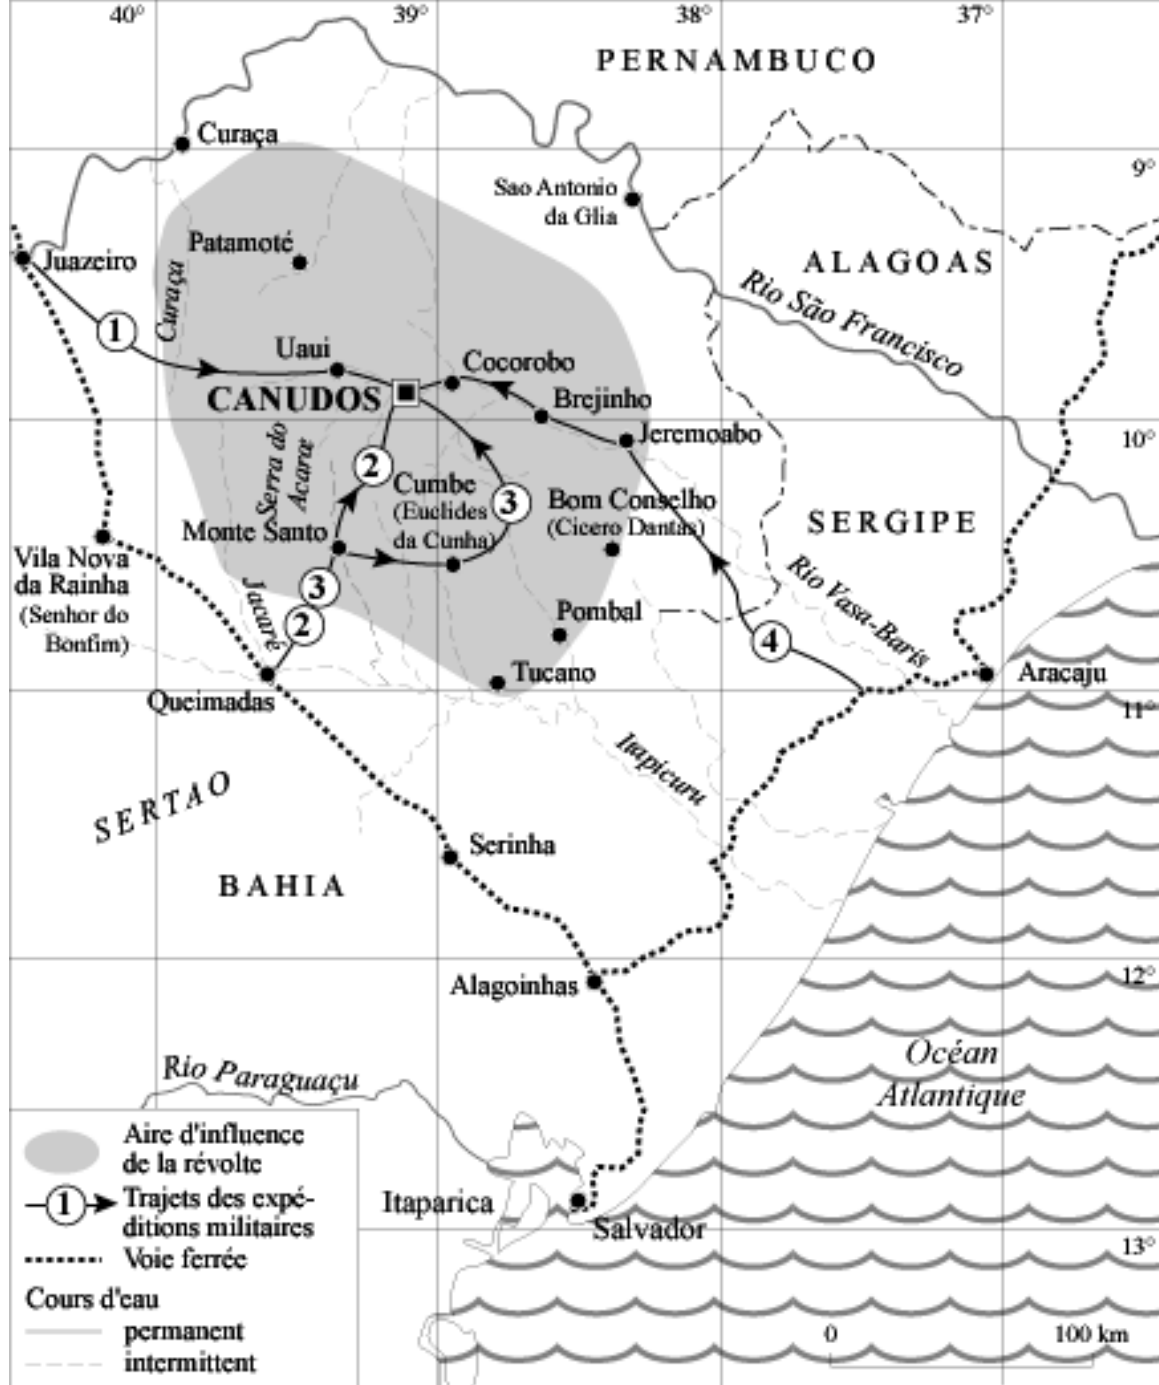 40°
39°
38°
37°
PERNAMBUCO
Curaça
9°
Sao Antonio
da Glia
Patamoté
Juazeiro
ALAGOAS
Curaça
Rio São Francisco
1
Uaui
Cocorobo
CANUDOS
Brejinho
Jeremoabo
10°
Serra do
Acarar
2
Cumbe
(Euclides
da Cunha)
3
Bom Conselho
(Cicero Dantas)
SERGIPE
Monte Santo
Vila Nova
da Rainha
(Senhor do
Bonfim)
Jacaré
3
2
Rio Vasa-Baris
Pombal
4
Tucano
Aracaju
Queimadas
11°
Itapicuru
SERTAO
Serinha
BAHIA
Alagoinhas
12°
Océan
Atlantique
Rio Paraguaçu
Aire d'influence
de la révolte
1
Trajets des expé-
ditions militaires
Voie ferrée
Cours d'eau
permanent
intermittent
Itaparica
Salvador
13°
0
100 km